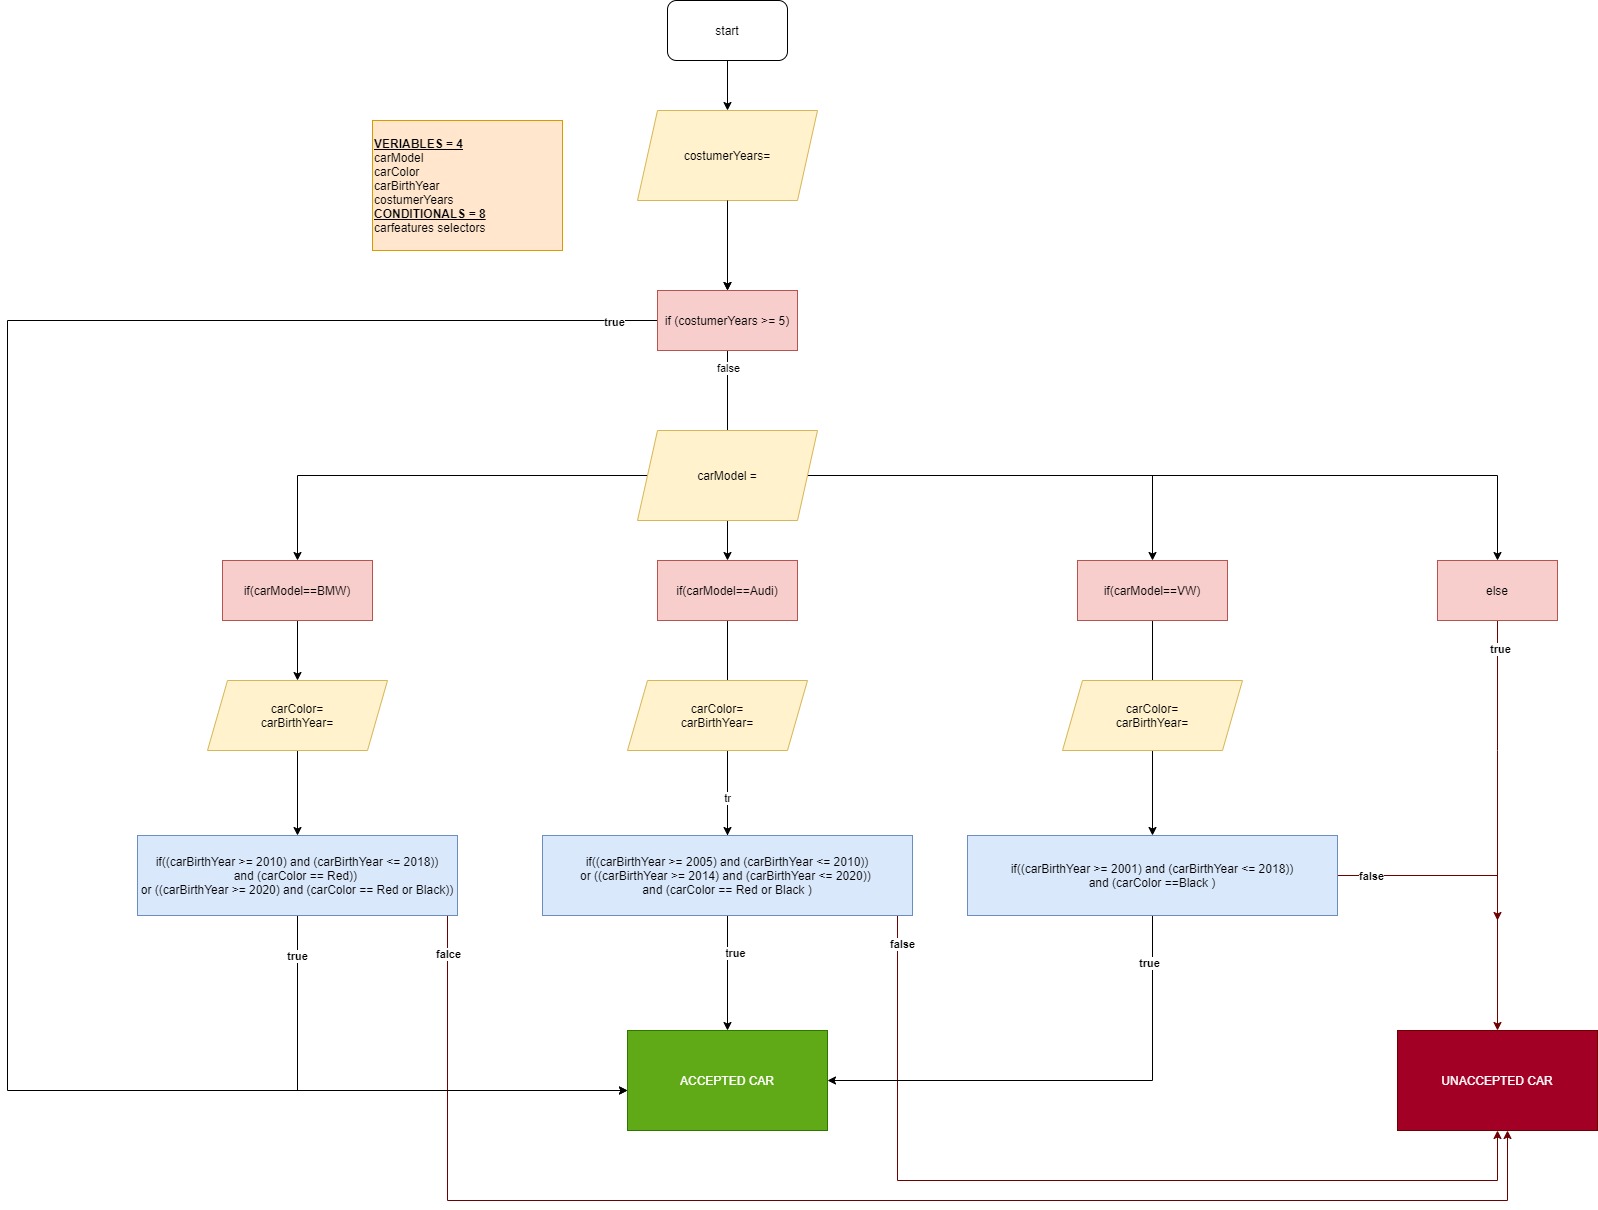 start
costumerYears=
VERIABLES = 4
carModel
carColor
carBirthYear
costumerYears
CONDITIONALS = 8
carfeatures selectors
if (costumerYears >= 5)
true
false
carModel =
if(carModel==BMW)
if(carModel==Audi)
if(carModel==VW)
else
true
carColor=
carBirthYear=
carColor=
carBirthYear=
carColor=
carBirthYear=
tr
if((carBirthYear >= 2010) and (carBirthYear <= 2018))
and (carColor == Red))
or ((carBirthYear >= 2020) and (carColor == Red or Black))
if((carBirthYear >= 2005) and (carBirthYear <= 2010))
or ((carBirthYear >= 2014) and (carBirthYear <= 2020))
and (carColor == Red or Black )
if((carBirthYear >= 2001) and (carBirthYear <= 2018))
and (carColor ==Black )
false
true
falce
true
false
true
ACCEPTED CAR
UNACCEPTED CAR